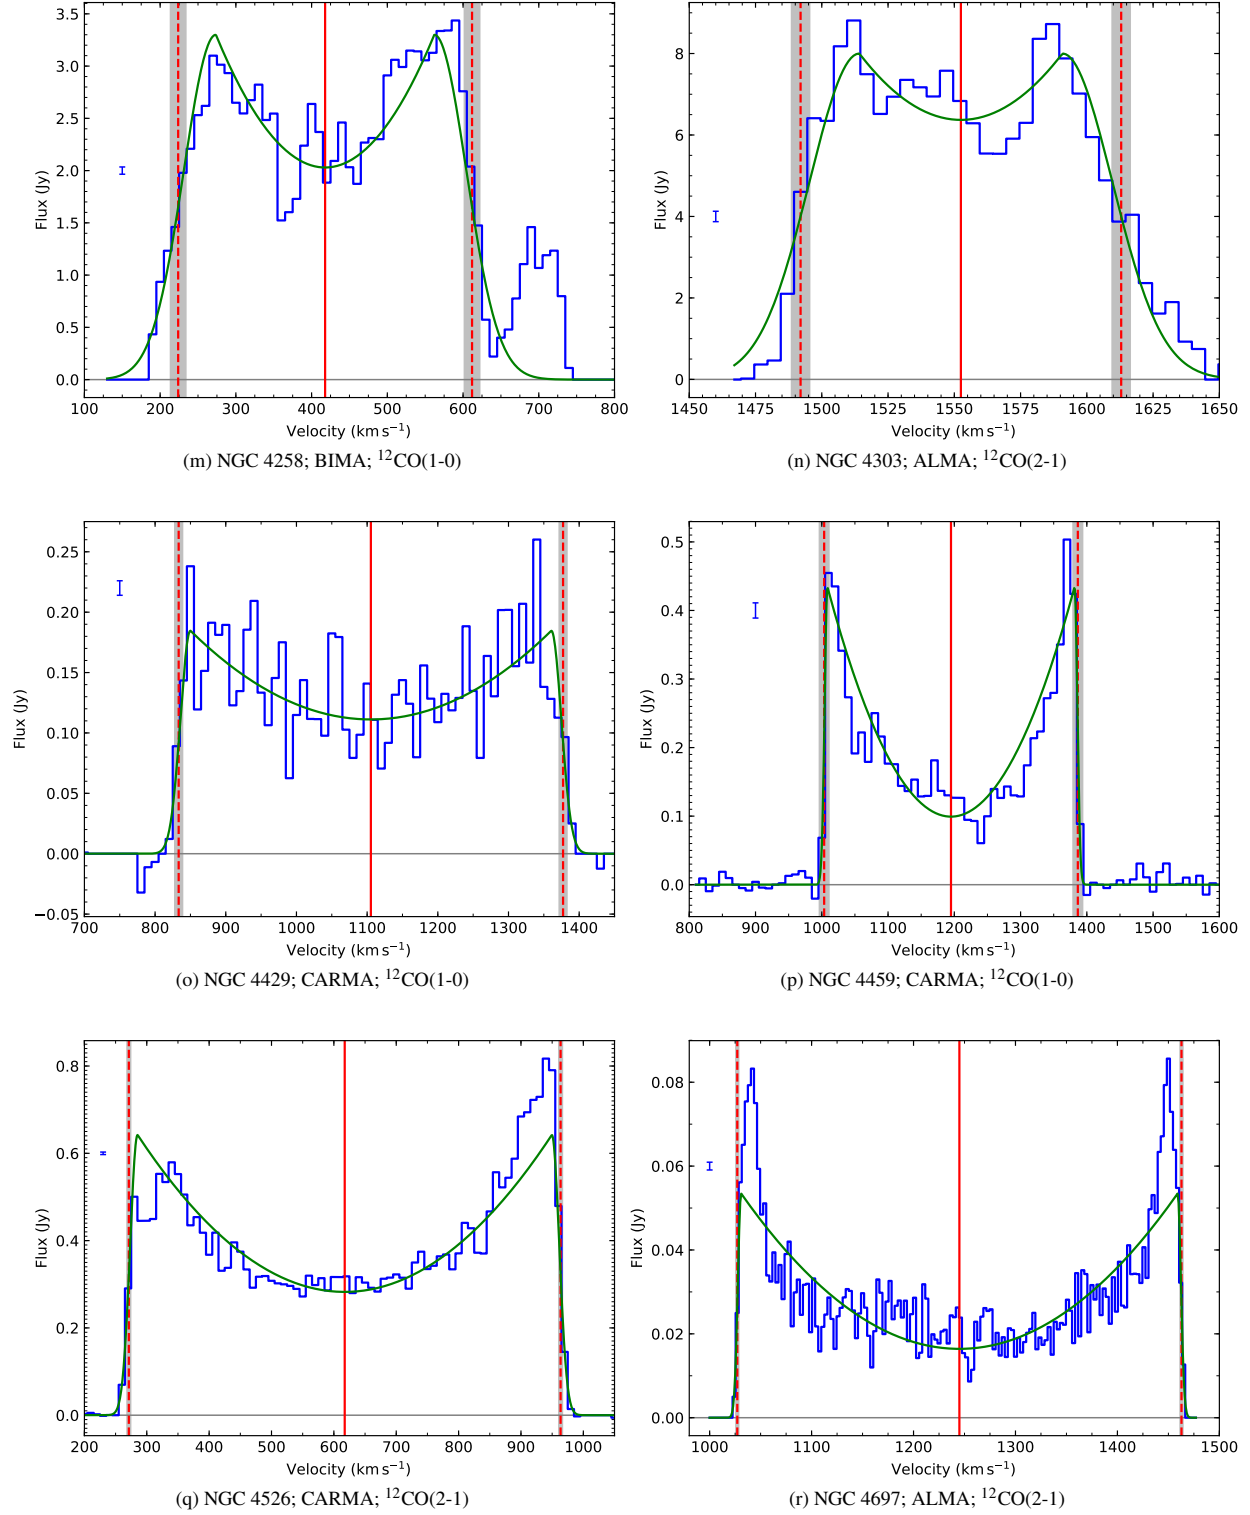 3.5
3.0
2.5
2.0
1.5
1.0
0.5
0.0
Flux (Jy)
100 200 300 400 500 600 700 800
Velocity (km s⁻¹)
(m) NGC 4258; BIMA; ¹²CO(1-0)
8
6
4
2
0
Flux (Jy)
1450 1475 1500 1525 1550 1575 1600 1625 1650
Velocity (km s⁻¹)
(n) NGC 4303; ALMA; ¹²CO(2-1)
0.25
0.20
0.15
0.10
0.05
0.00
−0.05
Flux (Jy)
700 800 900 1000 1100 1200 1300 1400
Velocity (km s⁻¹)
(o) NGC 4429; CARMA; ¹²CO(1-0)
0.5
0.4
0.3
0.2
0.1
0.0
Flux (Jy)
800 900 1000 1100 1200 1300 1400 1500 1600
Velocity (km s⁻¹)
(p) NGC 4459; CARMA; ¹²CO(1-0)
0.8
0.6
0.4
0.2
0.0
Flux (Jy)
200 300 400 500 600 700 800 900 1000
Velocity (km s⁻¹)
(q) NGC 4526; CARMA; ¹²CO(2-1)
0.08
0.06
0.04
0.02
0.00
Flux (Jy)
1000 1100 1200 1300 1400 1500
Velocity (km s⁻¹)
(r) NGC 4697; ALMA; ¹²CO(2-1)